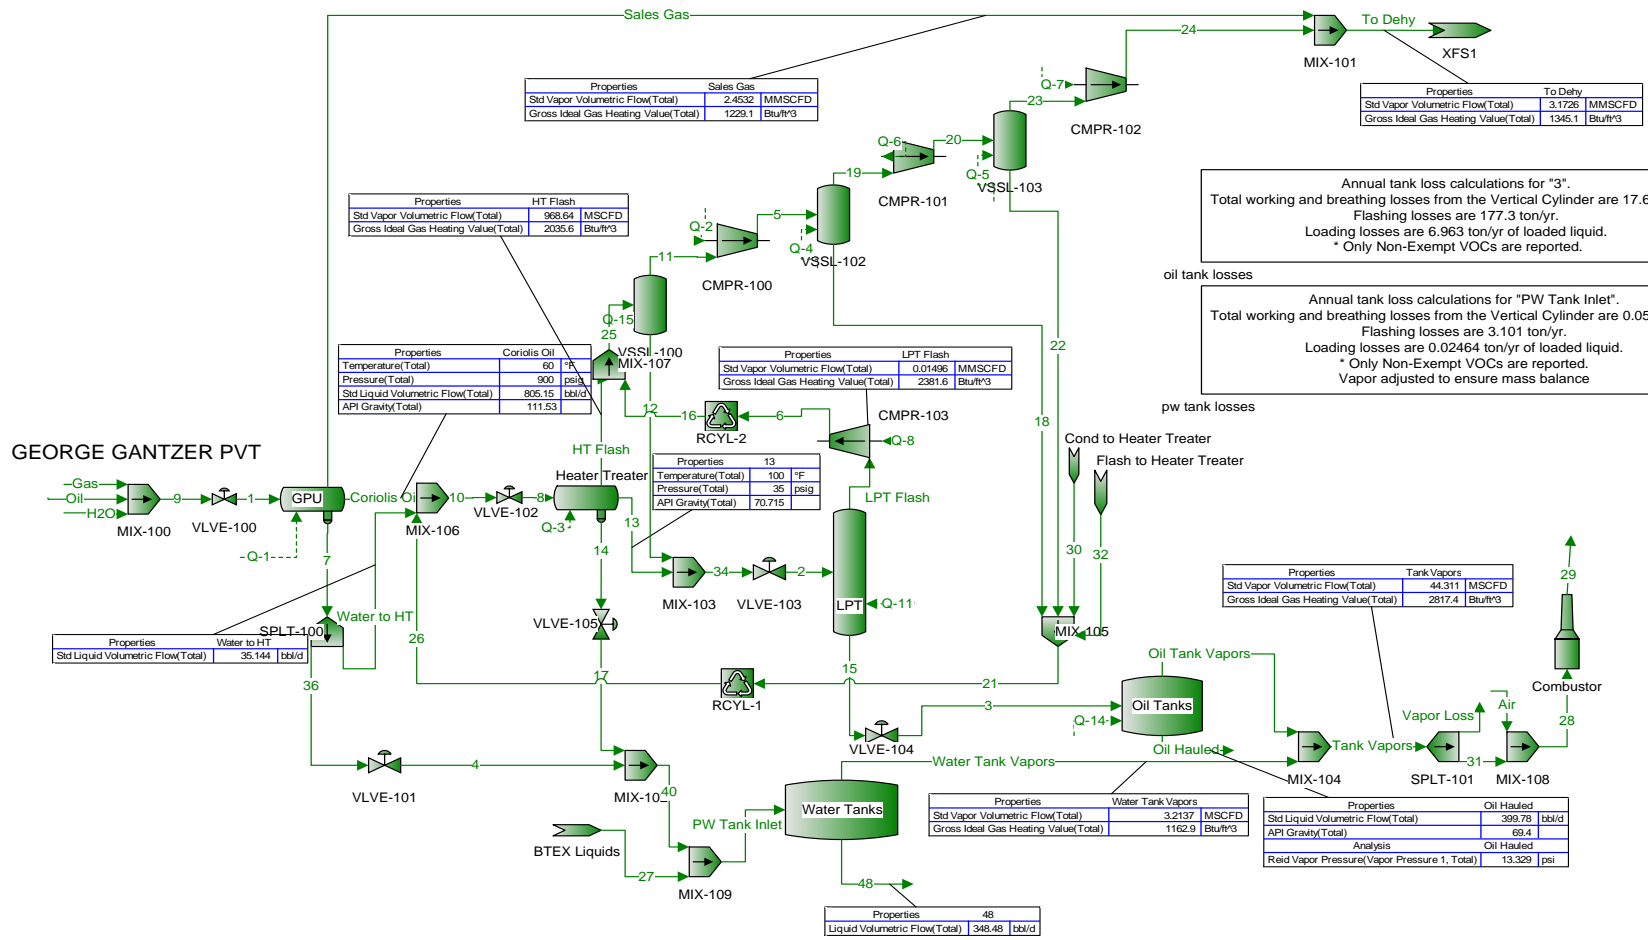 Sales Gas
24
To Dehy
MIX-101
XFS1
Properties Sales Gas
Std Vapor Volumetric Flow(Total) 2.4532 MMSCFD
Gross Ideal Gas Heating Value(Total) 1229.1 Btu/ft^3
Q-7
23
CMPR-102
Properties To Dehy
Std Vapor Volumetric Flow(Total) 3.1726 MMSCFD
Gross Ideal Gas Heating Value(Total) 1345.1 Btu/ft^3
Q-6
20
CMPR-101
Q-5
VSSL-103
19
Annual tank loss calculations for "3".
Total working and breathing losses from the Vertical Cylinder are 17.6
Flashing losses are 177.3 ton/yr.
Loading losses are 6.963 ton/yr of loaded liquid.
* Only Non-Exempt VOCs are reported.
oil tank losses
Properties HT Flash
Std Vapor Volumetric Flow(Total) 968.64 MSCFD
Gross Ideal Gas Heating Value(Total) 2035.6 Btu/ft^3
Q-2
5
Q-4
VSSL-102
11
CMPR-100
Annual tank loss calculations for "PW Tank Inlet".
Total working and breathing losses from the Vertical Cylinder are 0.05
Flashing losses are 3.101 ton/yr.
Loading losses are 0.02464 ton/yr of loaded liquid.
* Only Non-Exempt VOCs are reported.
Vapor adjusted to ensure mass balance
pw tank losses
Q-15
25
VSSL-100
MIX-107
22
Properties Coriolis Oil
Temperature(Total) 60 °F
Pressure(Total) 900 psig
Std Liquid Volumetric Flow(Total) 805.15 bbl/d
API Gravity(Total) 111.53
Properties LPT Flash
Std Vapor Volumetric Flow(Total) 0.01496 MMSCFD
Gross Ideal Gas Heating Value(Total) 2381.6 Btu/ft^3
12
16
RCYL-2
6
CMPR-103
Q-8
18
Cond to Heater Treater
Flash to Heater Treater
GEORGE GANTZER PVT
HT Flash
Heater Treater
Properties 13
Temperature(Total) 100 °F
Pressure(Total) 35 psig
API Gravity(Total) 70.715
LPT Flash
Gas
Oil
H2O
MIX-100
9
VLVE-100
1
GPU
Coriolis Oil
MIX-106
10
VLVE-102
8
Q-3
13
Q-1
7
14
30
32
MIX-103
34
VLVE-103
2
LPT
Q-11
29
Properties Tank Vapors
Std Vapor Volumetric Flow(Total) 44.311 MSCFD
Gross Ideal Gas Heating Value(Total) 2817.4 Btu/ft^3
Water to HT
SPLT-100
26
VLVE-105
MIX-105
Properties Water to HT
Std Liquid Volumetric Flow(Total) 35.144 bbl/d
36
17
RCYL-1
21
15
Oil Tank Vapors
Oil Tanks
Combustor
3
Q-14
VLVE-104
Oil Hauled
Vapor Loss
Air
28
VLVE-101
4
40
Water Tank Vapors
MIX-104
Tank Vapors
SPLT-101
31
MIX-108
Water Tanks
PW Tank Inlet
Properties Water Tank Vapors
Std Vapor Volumetric Flow(Total) 3.2137 MSCFD
Gross Ideal Gas Heating Value(Total) 1162.9 Btu/ft^3
Properties Oil Hauled
Std Liquid Volumetric Flow(Total) 399.78 bbl/d
API Gravity(Total) 69.4
Analysis Oil Hauled
Reid Vapor Pressure(Vapor Pressure 1, Total) 13.329 psi
BTEX Liquids
27
MIX-109
48
Properties 48
Liquid Volumetric Flow(Total) 348.48 bbl/d